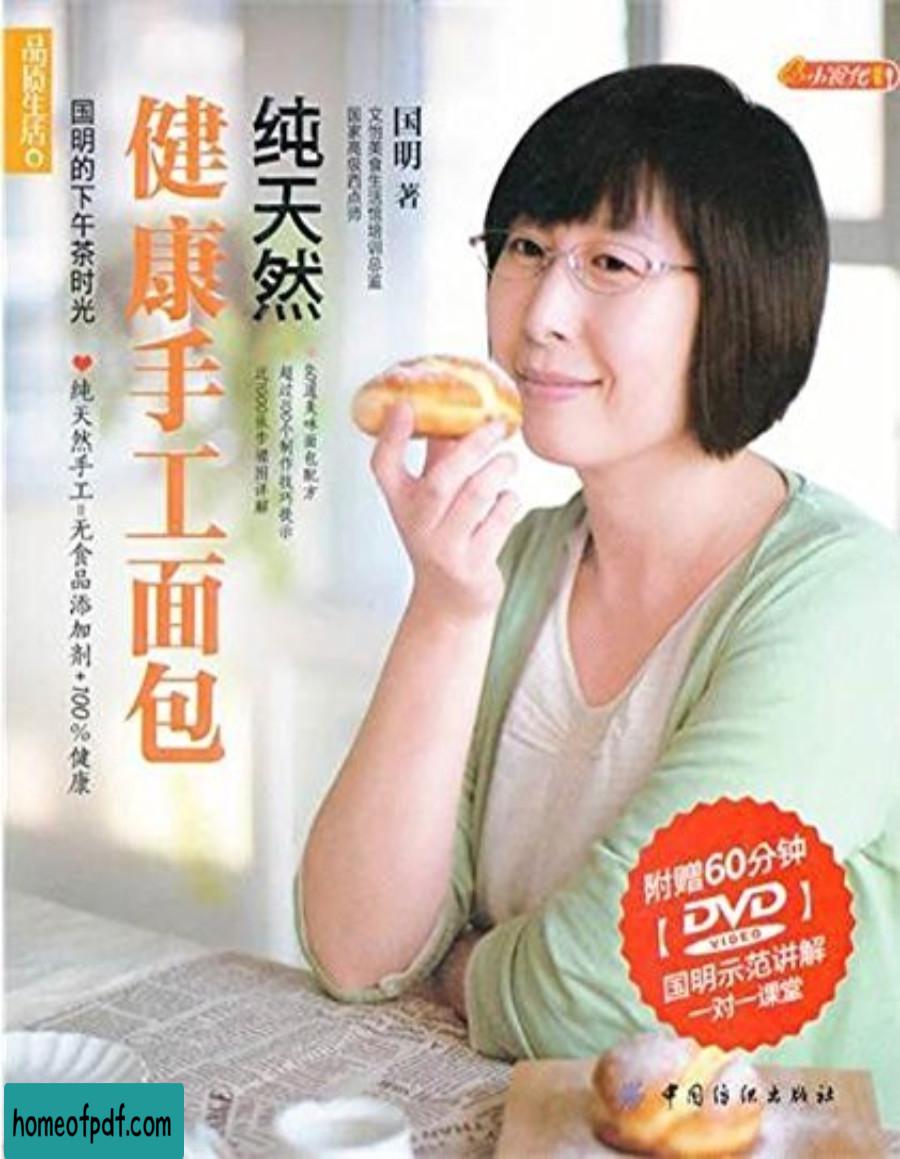 品质生活
国明的下午茶时光
❤纯天然手工=无食品添加剂+100%健康
纯天然
健康手工面包
国明 著
文怡美食生活馆培训总监
国家高级西点师
超过100个制作技巧提示
近1000张步骤图详解
附赠60分钟
【DVD】
VIDEO
国明示范讲解
一对一课堂
中国纺织出版社
homeofpdf.com